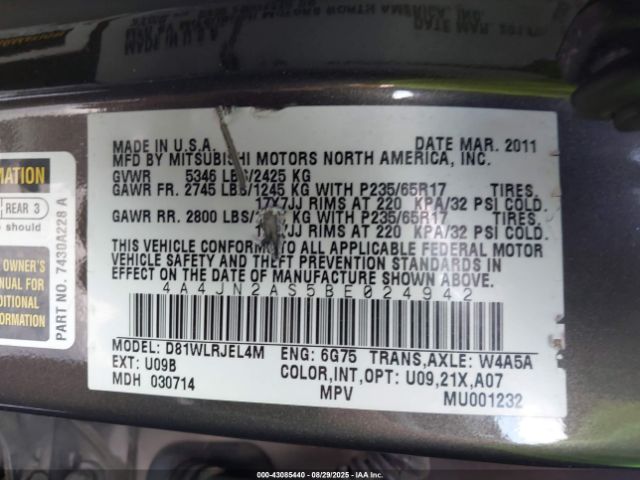 MADE IN U.S.A. DATE MAR. 2011
MFD BY MITSUBISHI MOTORS NORTH AMERICA, INC.
GVWR 5346 LBS/2425 KG
GAWR FR. 2745 LBS/1245 KG WITH P235/65R17 TIRES,
17X7JJ RIMS AT 220 KPA/32 PSI COLD.
GAWR RR. 2800 LBS/ KG WITH P235/65R17 TIRES,
RIMS AT 220 KPA/32 PSI COLD.
THIS VEHICLE CONFORMS TO ALL APPLICABLE FEDERAL MOTOR
VEHICLE SAFETY AND THEFT PREVENTION STANDARDS IN
EFFECT ON THE DATE OF MANUFACTURE SHOWN ABOVE.
4A4JN2AS5BE024942
MODEL: D81WLRJEL4M ENG: 6G75 TRANS,AXLE: W4A5A
EXT: U09B COLOR,INT,OPT: U09,21X,A07
MDH 030714 MPV MU001232
MATION
REAR 3
should
OWNER'S
UAL FOR
DITIONAL
PART NO. 7430A228 A
#AUCTION: 43085440 - 08/29/2025 - IAAI.COM